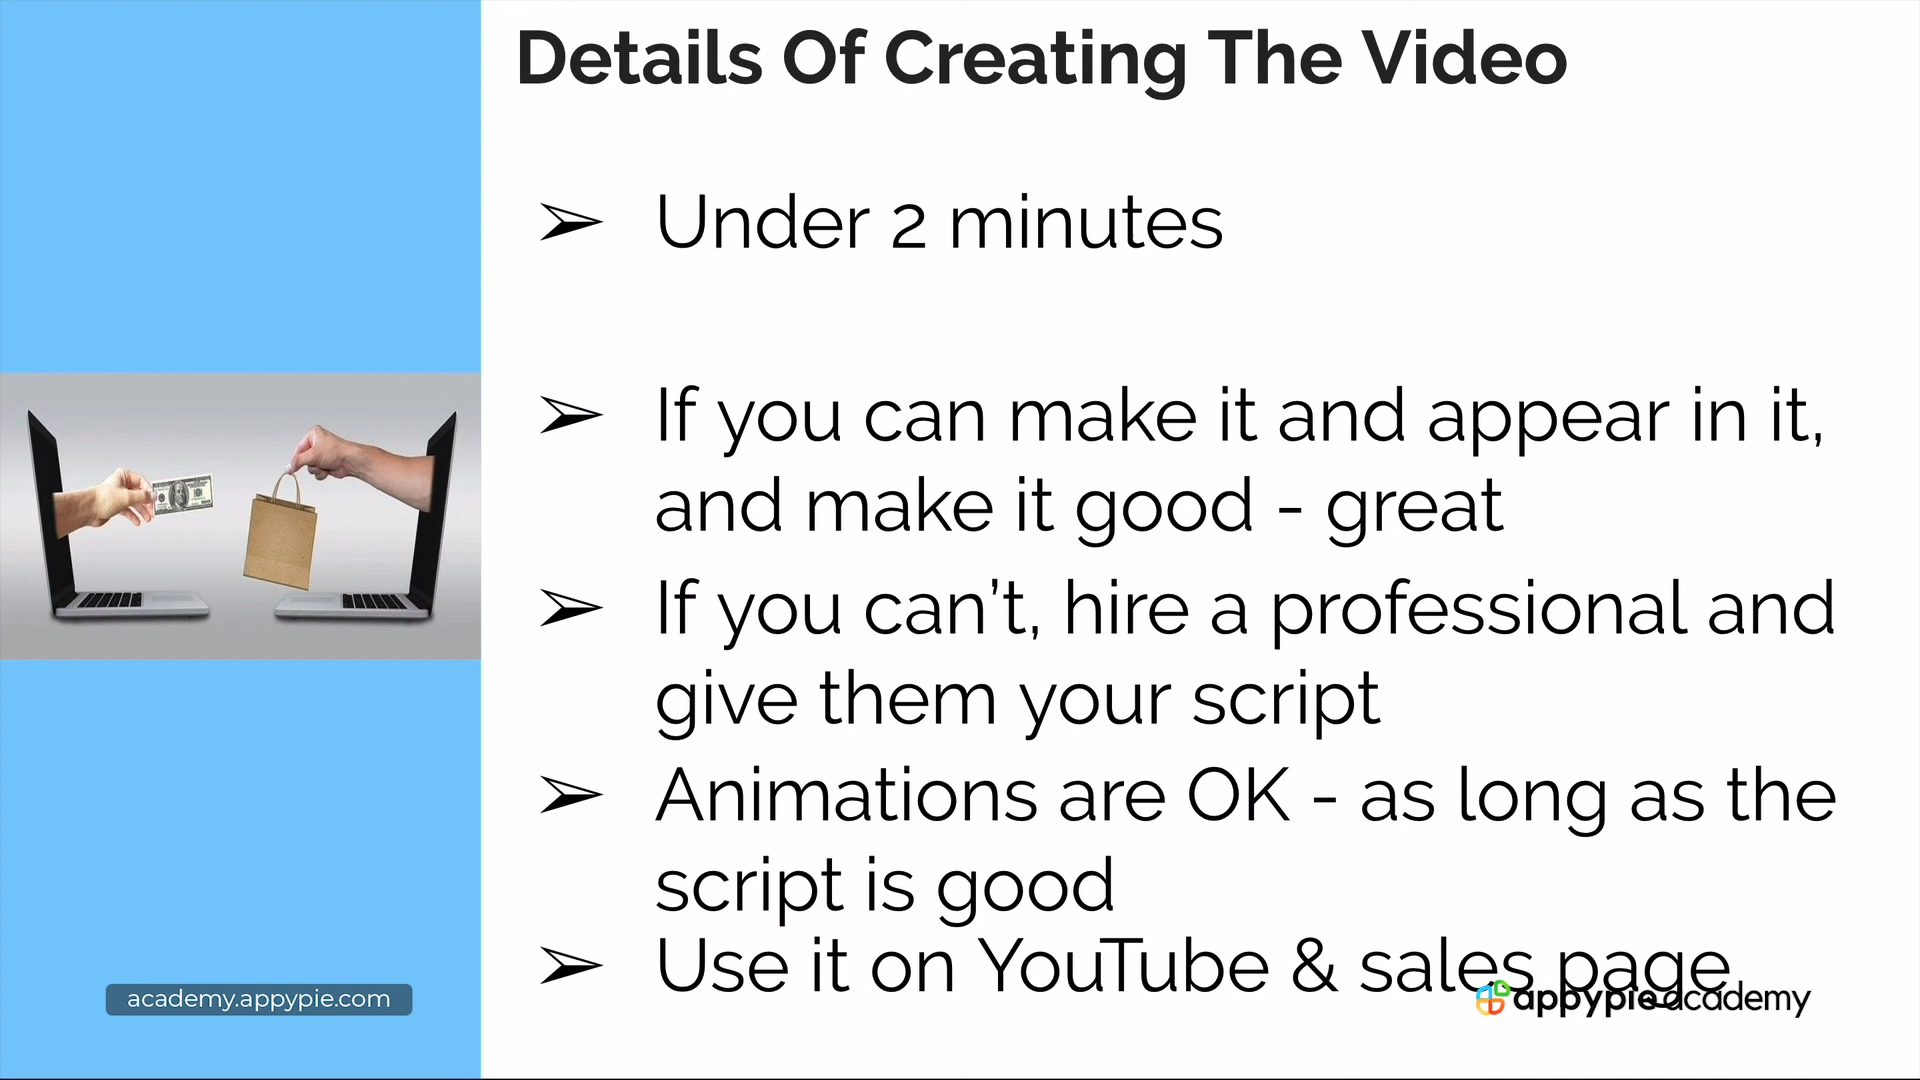 Details Of Creating The Video
➢ Under 2 minutes
➢ If you can make it and appear in it,
and make it good - great
➢ If you can’t, hire a professional and
give them your script
➢ Animations are OK - as long as the
script is good
➢ Use it on YouTube & sales page
academy.appypie.com
appypie academy